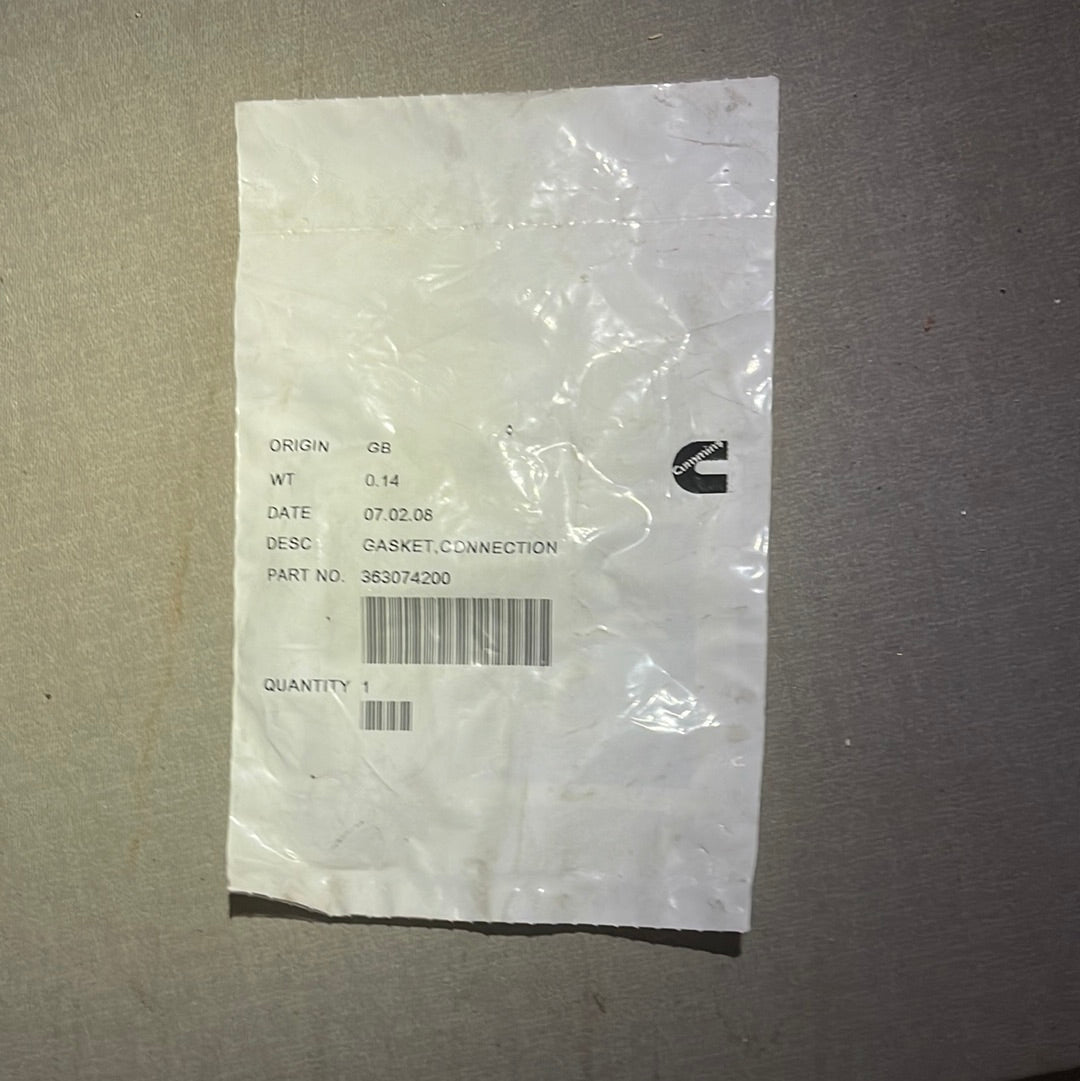 ORIGIN GB
WT 0.14
DATE 07.02.08
DESC GASKET,CONNECTION
PART NO. 363074200
QUANTITY 1
Cummins